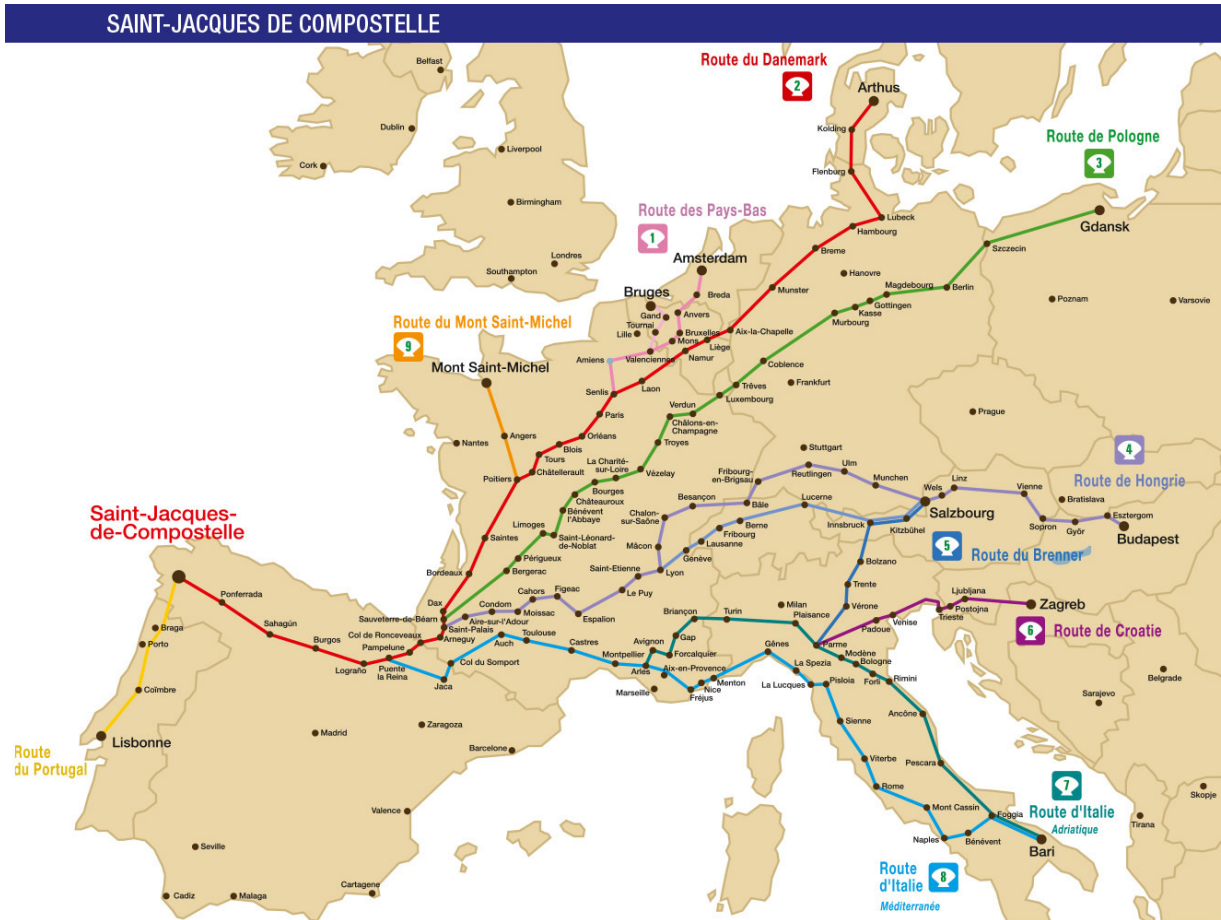 SAINT-JACQUES DE COMPOSTELLE
Belfast
Dublin
Cork
Liverpool
Birmingham
Londres
Southampton
Route du Danemark
2
Arthus
Kolding
Flenburg
Lubeck
Hambourg
Breme
Hanovre
Munster
Aix-la-Chapelle
Liège
Namur
Laon
Senlis
Paris
Orléans
Blois
Tours
Châtellerault
Poitiers
Saintes
Bordeaux
Dax
Route de Pologne
3
Gdansk
Szczecin
Berlin
Magdebourg
Gottingen
Kasse
Murbourg
Coblence
Trêves
Luxembourg
Frankfurt
Poznam
Varsovie
Prague
Verdun
Châlons-en-
Champagne
Troyes
Vézelay
La Charité-
sur-Loire
Bourges
Châteauroux
Bénévent
l'Abbaye
Limoges
Saint-Léonard-
de-Noblat
Périgueux
Bergerac
Route des Pays-Bas
1
Amsterdam
Breda
Bruges
Gand
Anvers
Tournai
Lille
Bruxelles
Mons
Valenciennes
Amiens
Route du Mont Saint-Michel
9
Mont Saint-Michel
Angers
Nantes
4
Route de Hongrie
Stuttgart
Ulm
Reutlingen
Munchen
Fribourg-
en-Brigsau
Bâle
Besançon
Chalon-
sur-Saône
Mâcon
Lyon
Wels
Linz
Vienne
Bratislava
Sopron
Györ
Esztergom
Budapest
Salzbourg
5
Route du Brenner
Kitzbühel
Innsbruck
Lucerne
Berne
Fribourg
Lausanne
Genève
Saint-Etienne
Le Puy
Espalion
Figeac
Cahors
Moissac
Condom
Aire-sur-l'Adour
Bolzano
Trente
Vérone
Saint-Jacques-
de-Compostelle
Ponferrada
Sahagún
Burgos
Lograño
Puente
la Reina
Pampelune
Col de Ronceveaux
Arneguy
Saint-Palais
Sauveterre-de-Béarn
Jaca
Col du Somport
Auch
Toulouse
Castres
Montpellier
Arles
Avignon
Gap
Forcalquier
Briançon
Turin
Milan
Plaisance
Aix-en-Provence
Marseille
Fréjus
Nice
Menton
Gênes
La Spezia
La Lucques
Pisloia
Parme
Modène
Bologne
Forli
Rimini
Ancône
Pescara
Padoue
Venise
Trieste
Postojna
Ljubljana
Zagreb
6
Route de Croatie
Belgrade
Sarajevo
Skopje
Tirana
Sienne
Viterbe
Rome
Mont Cassin
Naples
Bénévent
Foggia
Bari
7
Route d'Italie
Adriatique
Route
d'Italie
8
Méditerranée
Braga
Porto
Coïmbre
Lisbonne
Route
du Portugal
Madrid
Zaragoza
Barcelone
Valence
Seville
Cadiz
Malaga
Cartagene